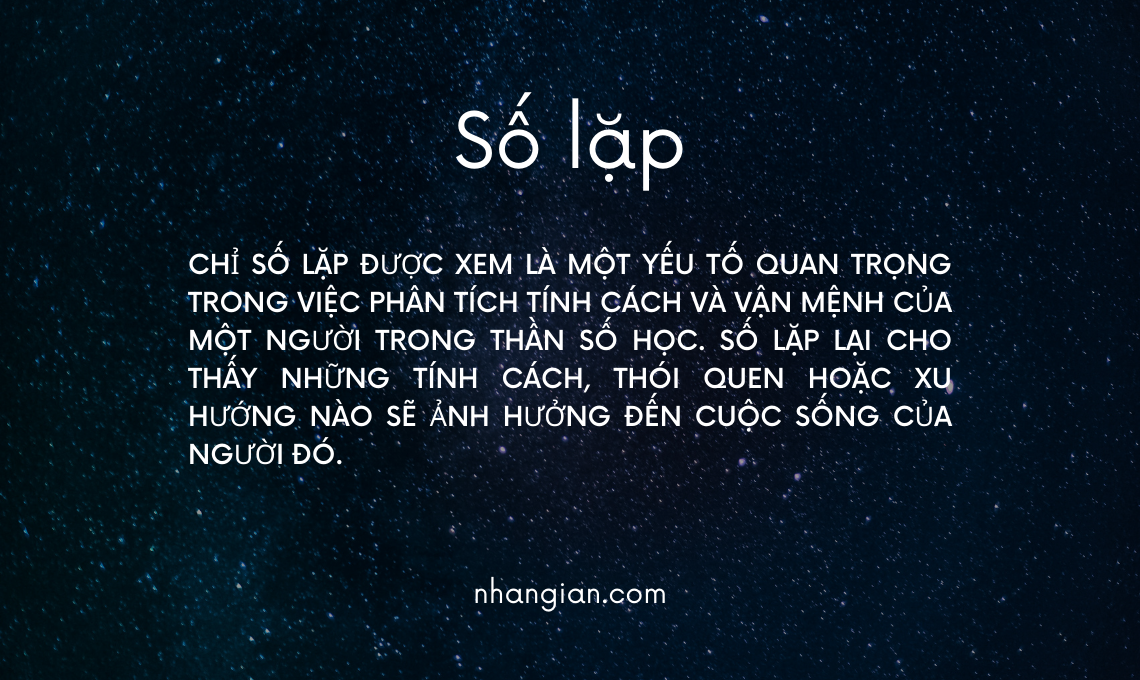 Số lặp
CHỈ SỐ LẶP ĐƯỢC XEM LÀ MỘT YẾU TỐ QUAN TRỌNG
TRONG VIỆC PHÂN TÍCH TÍNH CÁCH VÀ VẬN MỆNH CỦA
MỘT NGƯỜI TRONG THẦN SỐ HỌC. SỐ LẶP LẠI CHO
THẤY NHỮNG TÍNH CÁCH, THÓI QUEN HOẶC XU
HƯỚNG NÀO SẼ ẢNH HƯỞNG ĐẾN CUỘC SỐNG CỦA
NGƯỜI ĐÓ.
nhangian.com